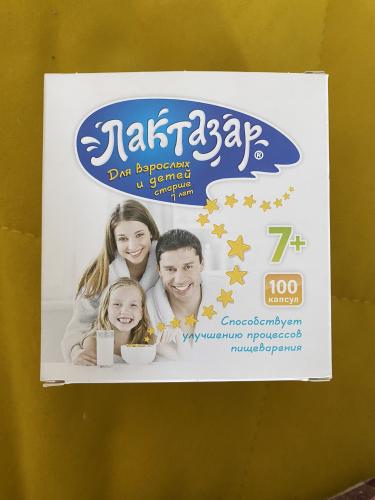 Лактазар®
Для взрослых
и детей
старше
7 лет
7+
100
капсул
Способствует
улучшению процессов
пищеварения